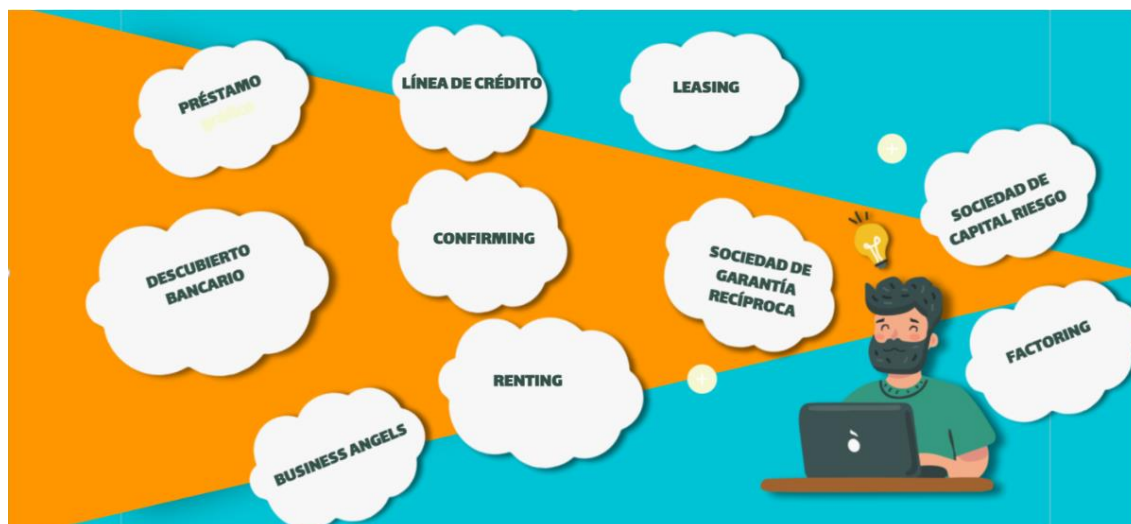 PRÉSTAMO
LÍNEA DE CRÉDITO
LEASING
SOCIEDAD DE
CAPITAL RIESGO
DESCUBIERTO
BANCARIO
CONFIRMING
SOCIEDAD DE
GARANTÍA
RECÍPROCA
FACTORING
RENTING
BUSINESS ANGELS